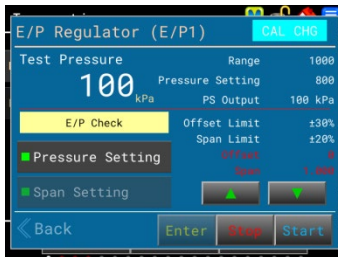 E/P Regulator (E/P1) CAL CHG
Test Pressure
100 kPa
Range 1000
Pressure Setting 800
PS Output 100 kPa
E/P Check
Offset Limit ±30%
Span Limit ±20%
Offset 0
Span 1.000
Pressure Setting
Span Setting
Back
Enter
Stop
Start